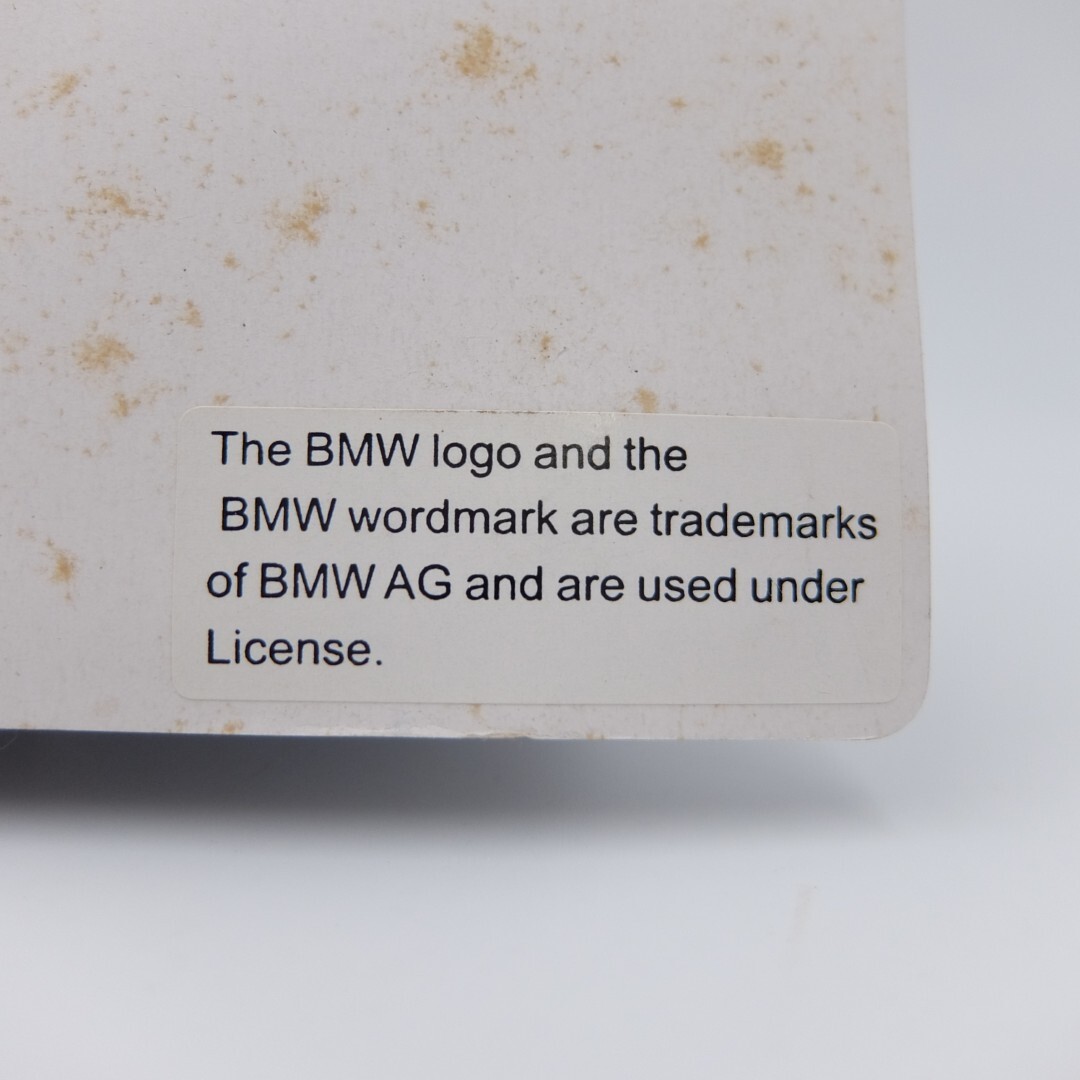 The BMW logo and the
BMW wordmark are trademarks
of BMW AG and are used under
License.